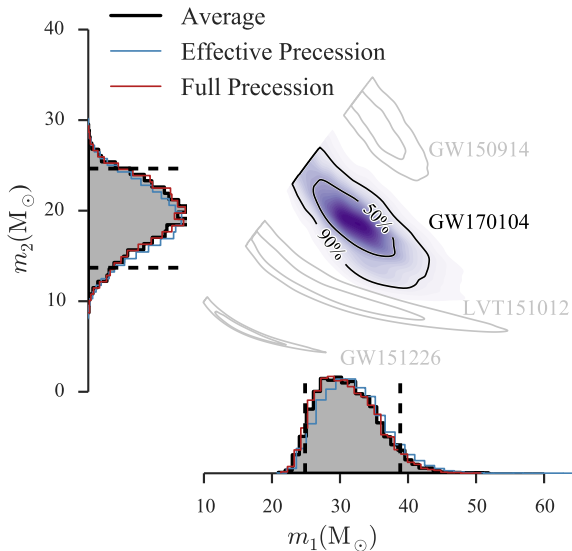 Average
Effective Precession
Full Precession
40
30
20
10
0
m₂(M⊙)
GW150914
GW170104
50%
90%
LVT151012
GW151226
10 20 30 40 50 60
m₁(M⊙)